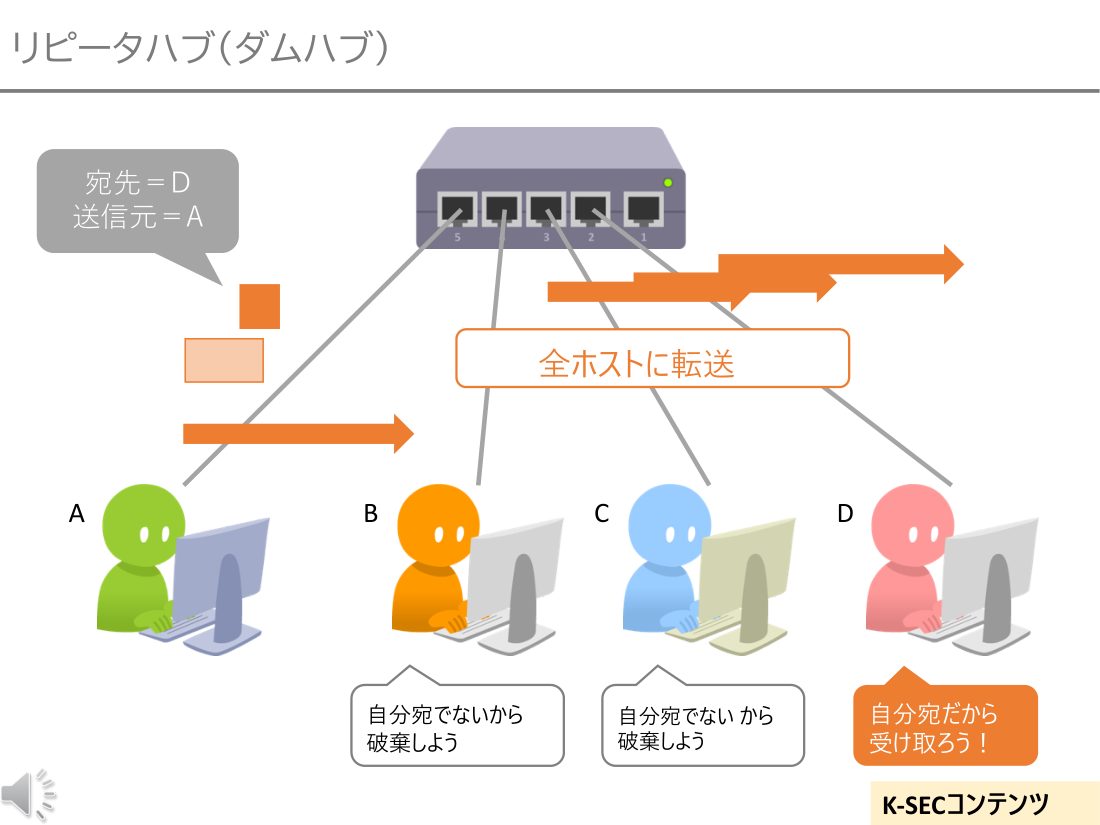 リピータハブ（ダムハブ）
宛先＝D
送信元＝A
5
3
2
1
全ホストに転送
A
B
C
D
自分宛でないから
破棄しよう
自分宛でない から
破棄しよう
自分宛だから
受け取ろう！
K-SECコンテンツ